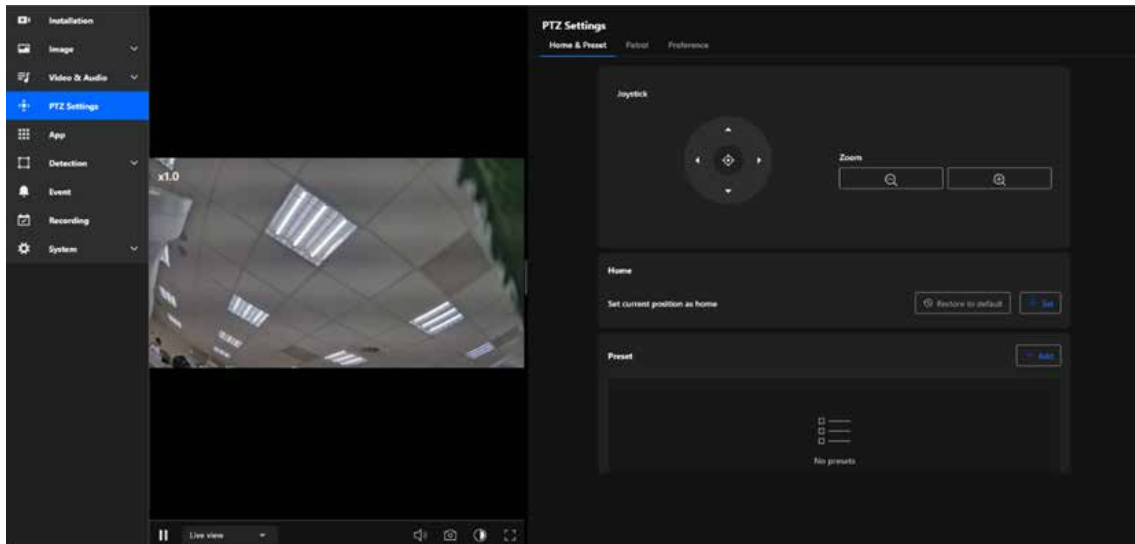 Installation
Image
Video & Audio
PTZ Settings
App
Detection
Event
Recording
System
x1.0
Live view
PTZ Settings
Home & Preset Patrol Preference
Joystick
Zoom
Home
Set current position as home
Restore to default
Set
Preset
Add
No presets